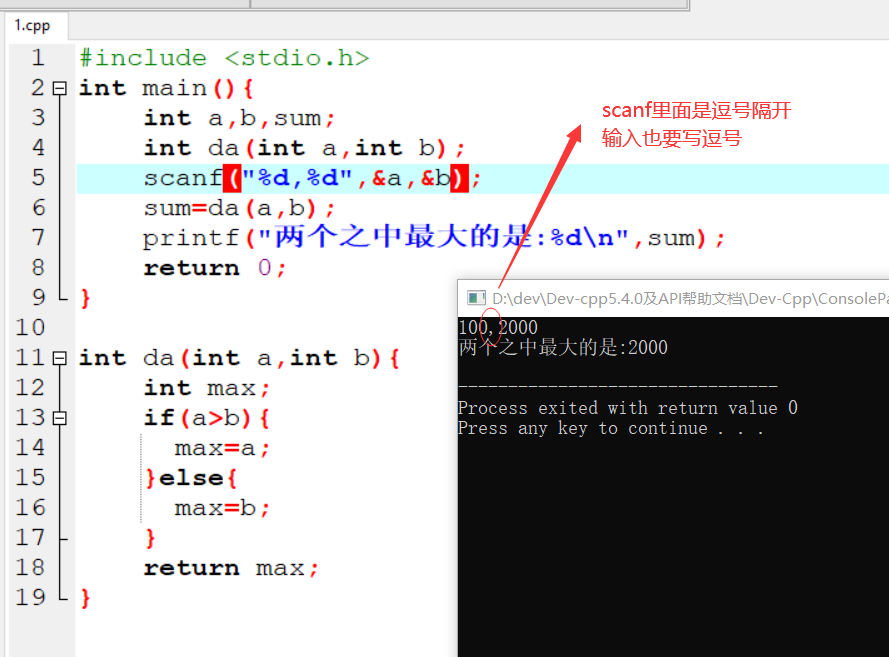 1.cpp
1 #include <stdio.h>
2 int main(){
3 int a,b,sum;
4 int da(int a,int b);
5 scanf("%d,%d",&a,&b);
6 sum=da(a,b);
7 printf("两个之中最大的是:%d\n",sum);
8 return 0;
9 }
10
11 int da(int a,int b){
12 int max;
13 if(a>b){
14 max=a;
15 }else{
16 max=b;
17 }
18 return max;
19 }
scanf里面是逗号隔开
输入也要写逗号
D:\dev\Dev-cpp5.4.0及API帮助文档\Dev-Cpp\ConsolePa
100,2000
两个之中最大的是:2000
--------------------------------
Process exited with return value 0
Press any key to continue . . .